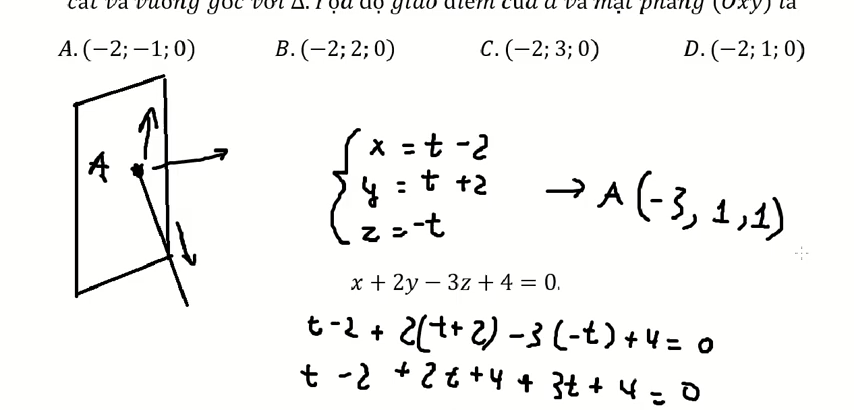 cắt và vuông góc với Δ. Tọa độ giao điểm của d và mặt phẳng (Oxy) là
A. (−2; −1; 0) B. (−2; 2; 0) C. (−2; 3; 0) D. (−2; 1; 0)
A
x = t - 2
y = t + 2
z = -t
→ A (-3, 1, 1)
x + 2y − 3z + 4 = 0.
t - 2 + 2(t + 2) - 3(-t) + 4 = 0
t - 2 + 2t + 4 + 3t + 4 = 0